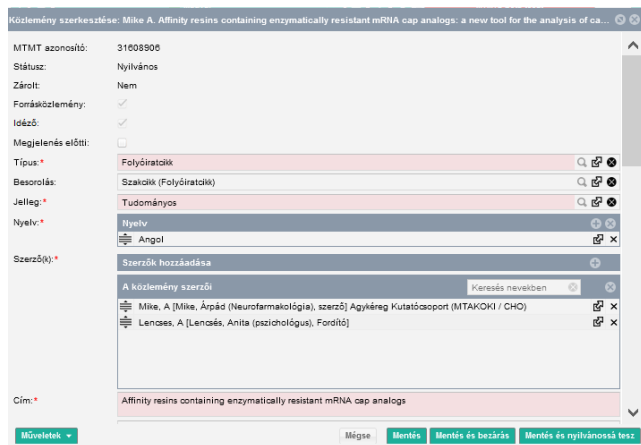 Közlemény szerkesztése: Mike A. Affinity resins containing enzymatically resistant mRNA cap analogs: a new tool for the analysis of ca...
MTMT azonosító: 31608906
Státusz: Nyilvános
Zárolt: Nem
Forrásközlemény:
Idéző:
Megjelenés előtti:
Típus:* Folyóiratcikk
Besorolás: Szakcikk (Folyóiratcikk)
Jelleg:* Tudományos
Nyelv:* Nyelv
Angol
Szerző(k):* Szerzők hozzáadása
A közlemény szerzői Keresés nevekben
Mike, A [Mike, Árpád (Neurofarmakológia), szerző] Agykéreg Kutatócsoport (MTAKOKI / CHO)
Lencses, A [Lencsés, Anita (pszichológus), Fordító]
Cím:* Affinity resins containing enzymatically resistant mRNA cap analogs
Műveletek Mégse Mentés Mentés és bezárás Mentés és nyilvánossá tesz